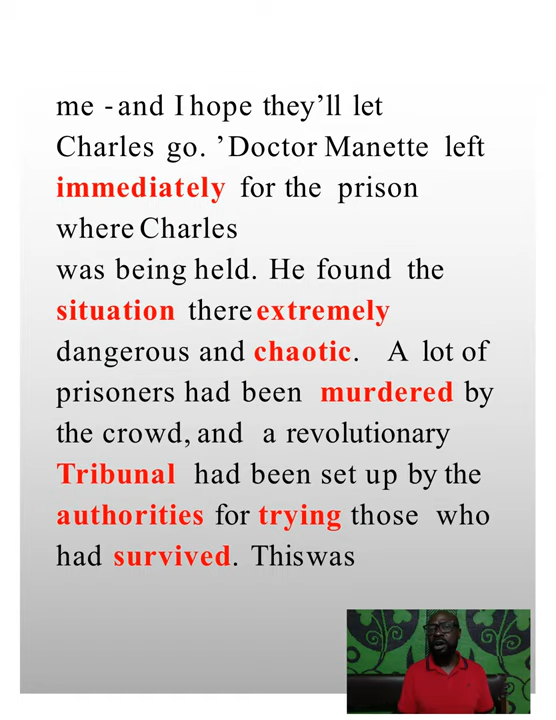 me - and I hope they’ll let
Charles go. ’Doctor Manette left
immediately for the prison
where Charles
was being held. He found the
situation there extremely
dangerous and chaotic. A lot of
prisoners had been murdered by
the crowd, and a revolutionary
Tribunal had been set up by the
authorities for trying those who
had survived. This was